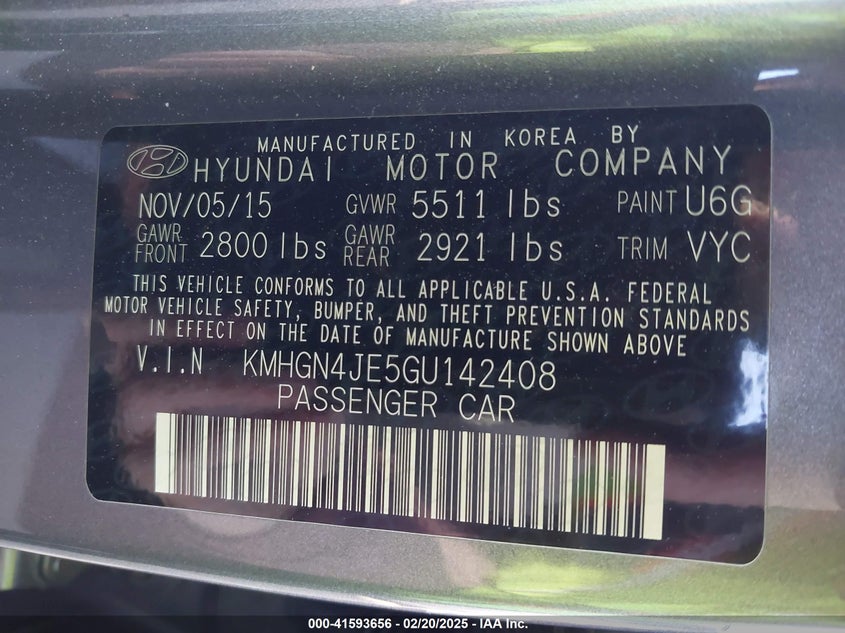 MANUFACTURED IN KOREA BY
HYUNDAI MOTOR COMPANY
NOV/05/15 GVWR 5511 lbs PAINT U6G
GAWR FRONT 2800 lbs GAWR REAR 2921 lbs TRIM VYC
THIS VEHICLE CONFORMS TO ALL APPLICABLE U.S.A. FEDERAL
MOTOR VEHICLE SAFETY, BUMPER, AND THEFT PREVENTION STANDARDS
IN EFFECT ON THE DATE OF MANUFACTURE SHOWN ABOVE
V.I.N KMHGN4JE5GU142408
PASSENGER CAR
000-41593656 - 02/20/2025 - IAA Inc.